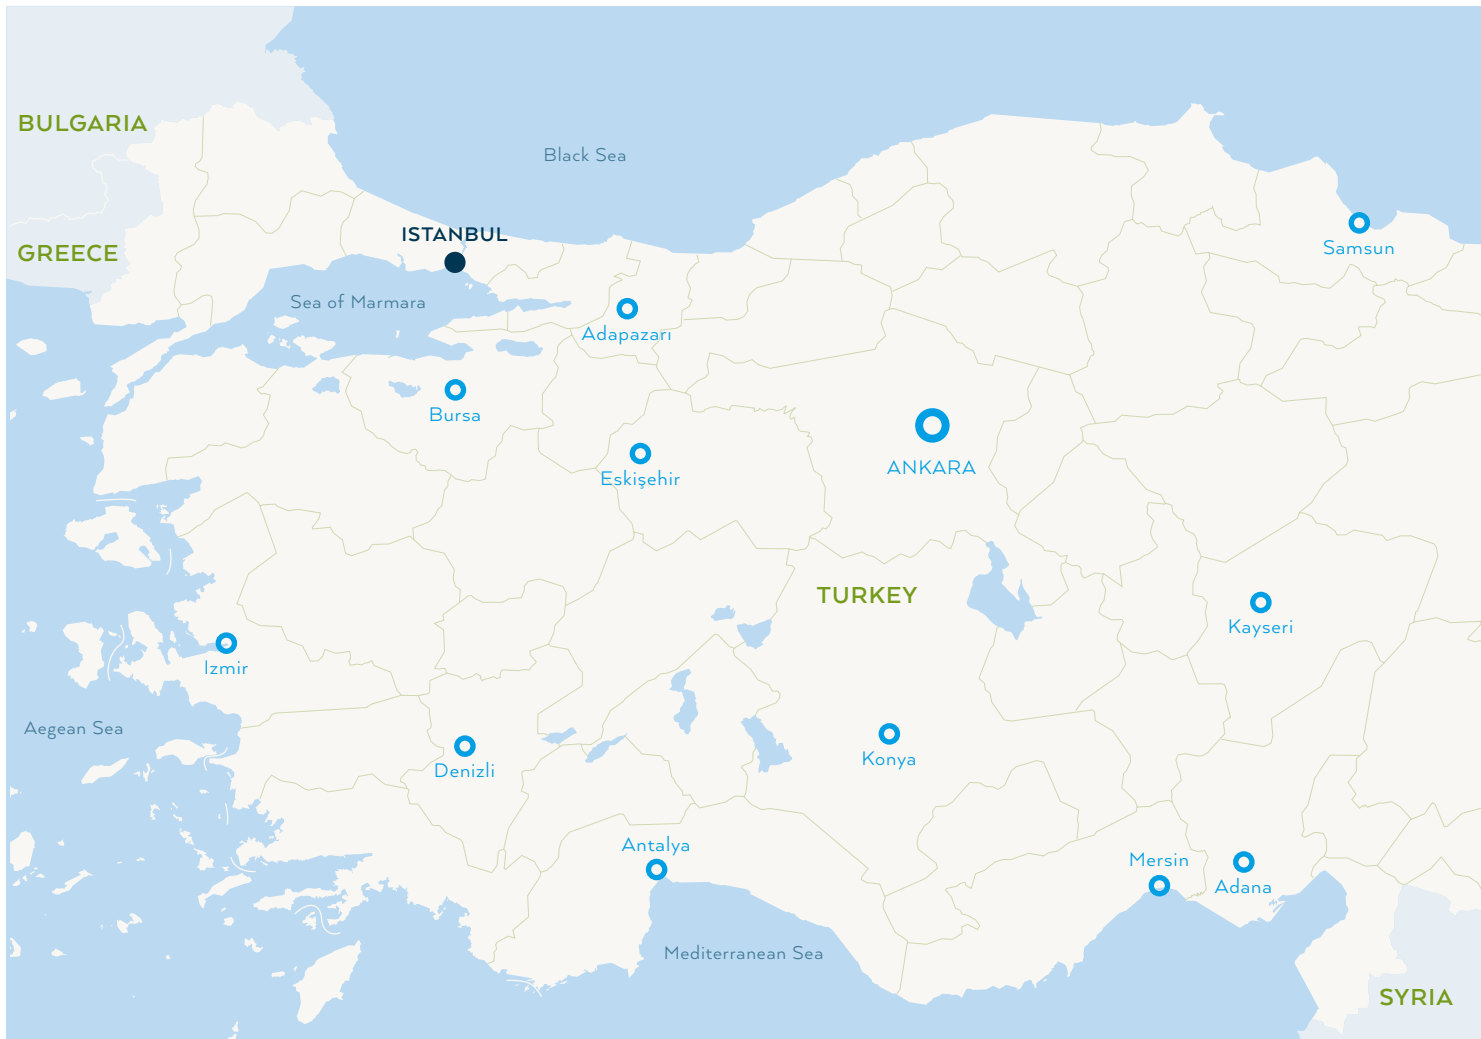 BULGARIA
Black Sea
ISTANBUL
GREECE
Samsun
Sea of Marmara
Adapazarı
Bursa
ANKARA
Eskişehir
TURKEY
Kayseri
Izmir
Aegean Sea
Denizli
Konya
Antalya
Mersin
Adana
Mediterranean Sea
SYRIA